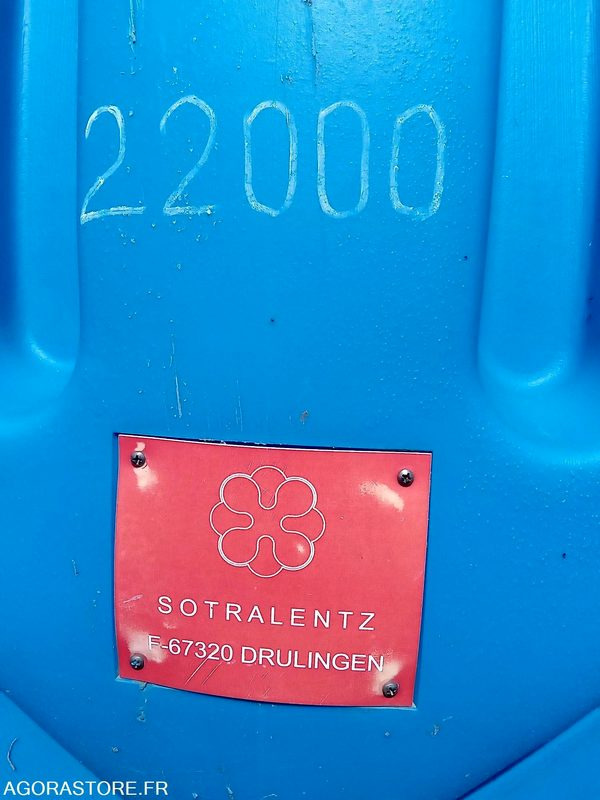 22000
SOTRALENTZ
F-67320 DRULINGEN
AGORASTORE.FR